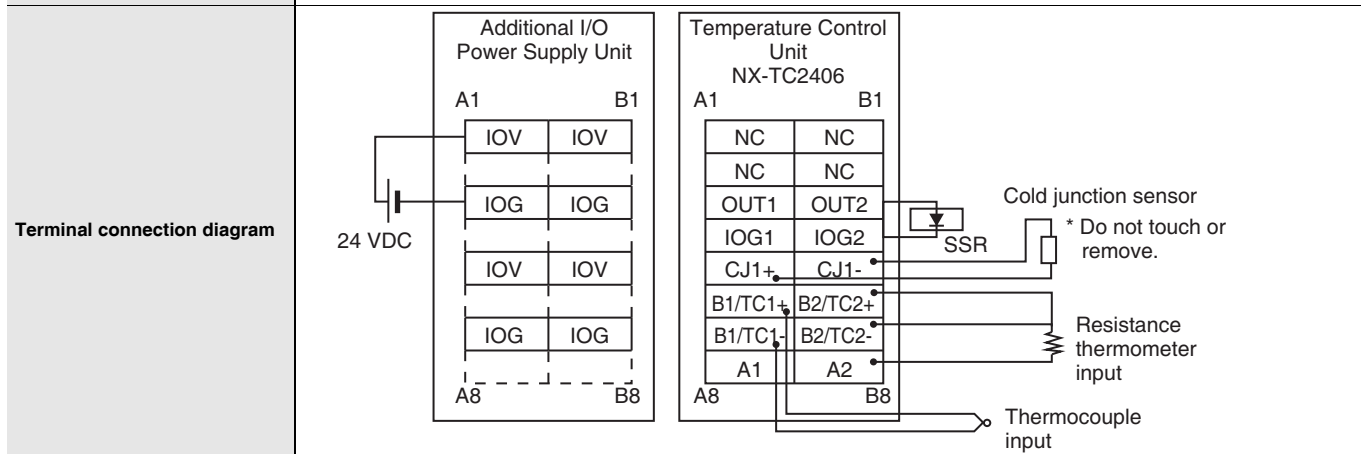 Terminal connection diagram
24 VDC
Additional I/O
Power Supply Unit
A1 B1
IOV IOV
IOG IOG
IOV IOV
IOG IOG
A8 B8
Temperature Control
Unit
NX-TC2406
A1 B1
NC NC
NC NC
OUT1 OUT2
IOG1 IOG2
CJ1+ CJ1-
B1/TC1+ B2/TC2+
B1/TC1- B2/TC2-
A1 A2
A8 B8
SSR
Cold junction sensor
* Do not touch or
remove.
Resistance
thermometer
input
Thermocouple
input